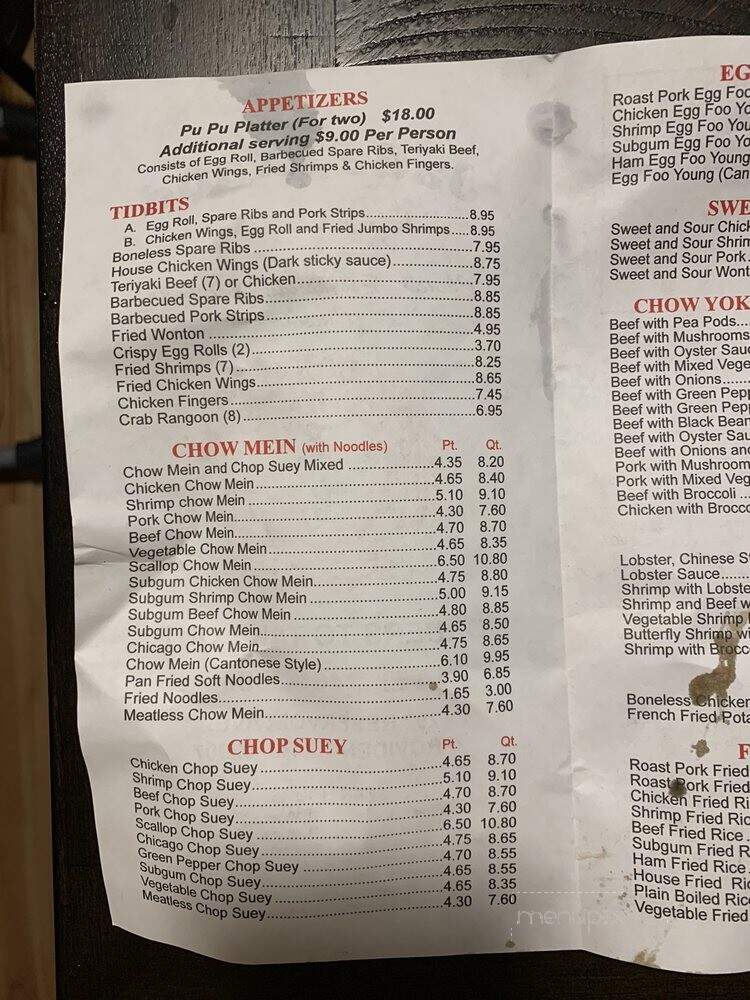 APPETIZERS
Pu Pu Platter (For two) $18.00
Additional serving $9.00 Per Person
Consists of Egg Roll, Barbecued Spare Ribs, Teriyaki Beef,
Chicken Wings, Fried Shrimps & Chicken Fingers.
TIDBITS
A. Egg Roll, Spare Ribs and Pork Strips 8.95
B. Chicken Wings, Egg Roll and Fried Jumbo Shrimps 8.95
Boneless Spare Ribs 7.95
House Chicken Wings (Dark sticky sauce) 8.75
Teriyaki Beef (7) or Chicken 7.95
Barbecued Spare Ribs 8.85
Barbecued Pork Strips 8.85
Fried Wonton 4.95
Crispy Egg Rolls (2) 3.70
Fried Shrimps (7) 8.25
Fried Chicken Wings 8.65
Chicken Fingers 7.45
Crab Rangoon (8) 6.95
CHOW MEIN (with Noodles) Pt. Qt.
Chow Mein and Chop Suey Mixed 4.35 8.20
Chicken Chow Mein 4.65 8.40
Shrimp chow Mein 5.10 9.10
Pork Chow Mein 4.30 7.60
Beef Chow Mein 4.70 8.70
Vegetable Chow Mein 4.65 8.35
Scallop Chow Mein 6.50 10.80
Subgum Chicken Chow Mein 4.75 8.80
Subgum Shrimp Chow Mein 5.00 9.15
Subgum Beef Chow Mein 4.80 8.85
Subgum Chow Mein 4.65 8.50
Chicago Chow Mein 4.75 8.65
Chow Mein (Cantonese Style) 6.10 9.95
Pan Fried Soft Noodles 3.90 6.85
Fried Noodles 1.65 3.00
Meatless Chow Mein 4.30 7.60
CHOP SUEY Pt. Qt.
Chicken Chop Suey 4.65 8.70
Shrimp Chop Suey 5.10 9.10
Beef Chop Suey 4.70 8.70
Pork Chop Suey 4.30 7.60
Scallop Chop Suey 6.50 10.80
Chicago Chop Suey 4.75 8.65
Green Pepper Chop Suey 4.70 8.55
Subgum Chop Suey 4.65 8.55
Vegetable Chop Suey 4.65 8.35
Meatless Chop Suey 4.30 7.60
EG
Roast Pork Egg Foo
Chicken Egg Foo Yo
Shrimp Egg Foo You
Subgum Egg Foo Yo
Ham Egg Foo Young
Egg Foo Young (Can
SWE
Sweet and Sour Chick
Sweet and Sour Shrim
Sweet and Sour Pork
Sweet and Sour Wont
CHOW YOK
Beef with Pea Pods
Beef with Mushrooms
Beef with Oyster Sauc
Beef with Mixed Vege
Beef with Onions
Beef with Green Pepp
Beef with Green Pepp
Beef with Black Bean
Beef with Oyster Sau
Beef with Onions and
Pork with Mushroom
Pork with Mixed Veg
Beef with Broccoli
Chicken with Brocco
Lobster, Chinese S
Lobster Sauce
Shrimp with Lobste
Shrimp and Beef w
Vegetable Shrimp
Butterfly Shrimp wi
Shrimp with Brocc
Boneless Chicken
French Fried Pota
F
Roast Pork Fried
Roast Pork Fried
Chicken Fried Ri
Shrimp Fried Ric
Beef Fried Rice
Subgum Fried R
Ham Fried Rice
House Fried Ric
Plain Boiled Rice
Vegetable Fried